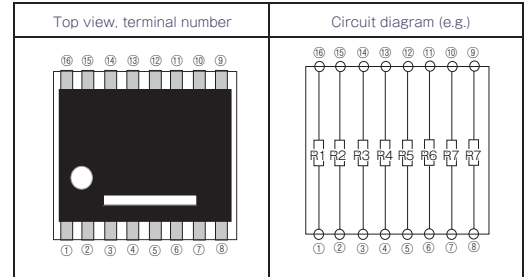 Top view, terminal number
Circuit diagram (e.g.)
⑯ ⑮ ⑭ ⑬ ⑫ ⑪ ⑩ ⑨
① ② ③ ④ ⑤ ⑥ ⑦ ⑧
⑯ ⑮ ⑭ ⑬ ⑫ ⑪ ⑩ ⑨
R1 R2 R3 R4 R5 R6 R7 R7
① ② ③ ④ ⑤ ⑥ ⑦ ⑧